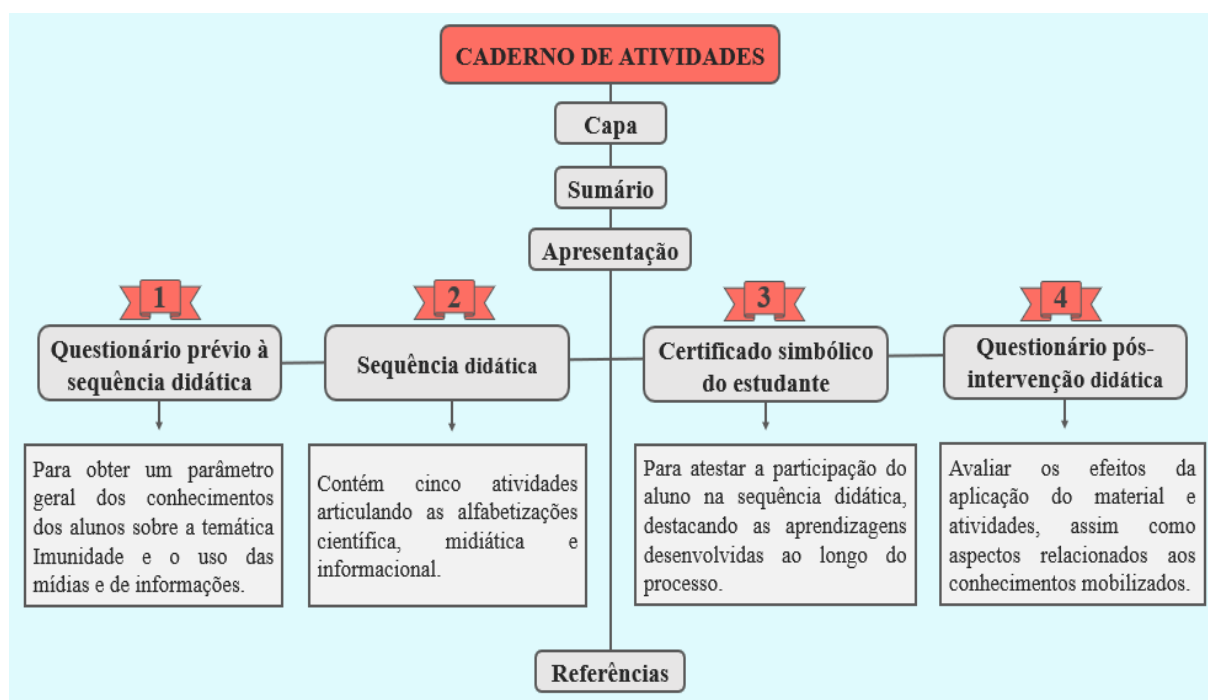 CADERNO DE ATIVIDADES
Capa
Sumário
Apresentação
1
Questionário prévio à
sequência didática
Para obter um parâmetro
geral dos conhecimentos
dos alunos sobre a temática
Imunidade e o uso das
mídias e de informações.
2
Sequência didática
Contém cinco atividades
articulando as alfabetizações
científica, midiática e
informacional.
3
Certificado simbólico
do estudante
Para atestar a participação do
aluno na sequência didática,
destacando as aprendizagens
desenvolvidas ao longo do
processo.
4
Questionário pós-
intervenção didática
Avaliar os efeitos da
aplicação do material e
atividades, assim como
aspectos relacionados aos
conhecimentos mobilizados.
Referências